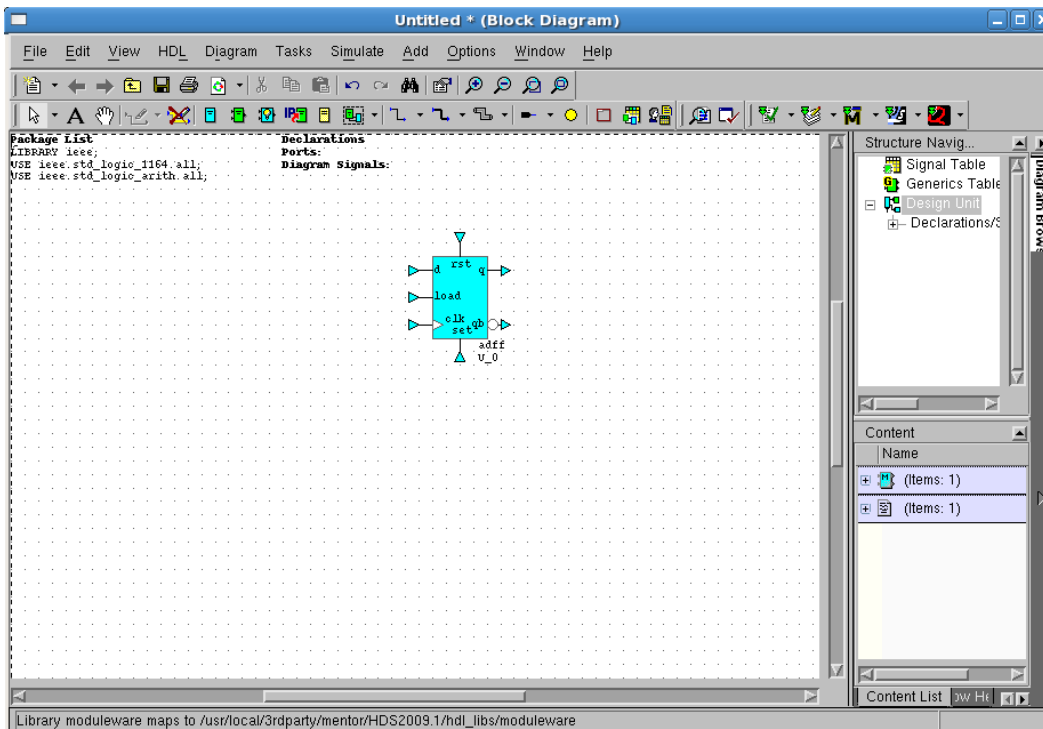 Untitled * (Block Diagram)
File Edit View HDL Diagram Tasks Simulate Add Options Window Help
Package List
LIBRARY ieee;
USE ieee.std_logic_1164.all;
USE ieee.std_logic_arith.all;
Declarations
Ports:
Diagram Signals:
rst
d q
load
clk
set qb
adff
U_0
Structure Navig...
Signal Table
Generics Table
Design Unit
Declarations/S
Diagram Brows
Content
Name
(Items: 1)
(Items: 1)
Content List
Library moduleware maps to /usr/local/3rdparty/mentor/HDS2009.1/hdl_libs/moduleware